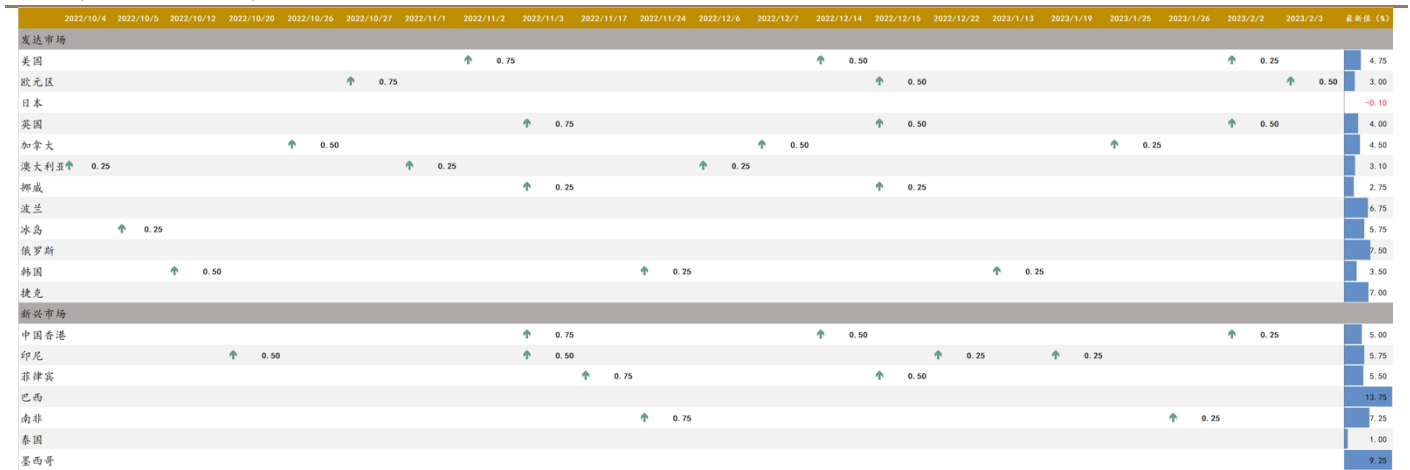 2022/10/4 2022/10/5 2022/10/12 2022/10/20 2022/10/26 2022/10/27 2022/11/1 2022/11/2 2022/11/3 2022/11/17 2022/11/24 2022/12/6 2022/12/7 2022/12/14 2022/12/15 2022/12/22 2023/1/13 2023/1/19 2023/1/25 2023/1/26 2023/2/2 2023/2/3 最新值 (%)
发达市场
美国 0.75 0.50 0.25 4.75
欧元区 0.75 0.50 0.50 3.00
日本 -0.10
英国 0.75 0.50 0.50 4.00
加拿大 0.50 0.50 0.25 4.50
澳大利亚 0.25 0.25 0.25 3.10
挪威 0.25 0.25 2.75
波兰 6.75
冰岛 0.25 5.75
俄罗斯 7.50
韩国 0.50 0.25 0.25 3.50
捷克 7.00
新兴市场
中国香港 0.75 0.50 0.25 5.00
印尼 0.50 0.50 0.25 0.25 5.75
菲律宾 0.75 0.50 5.50
巴西 13.75
南非 0.75 0.25 7.25
泰国 1.00
墨西哥 9.25